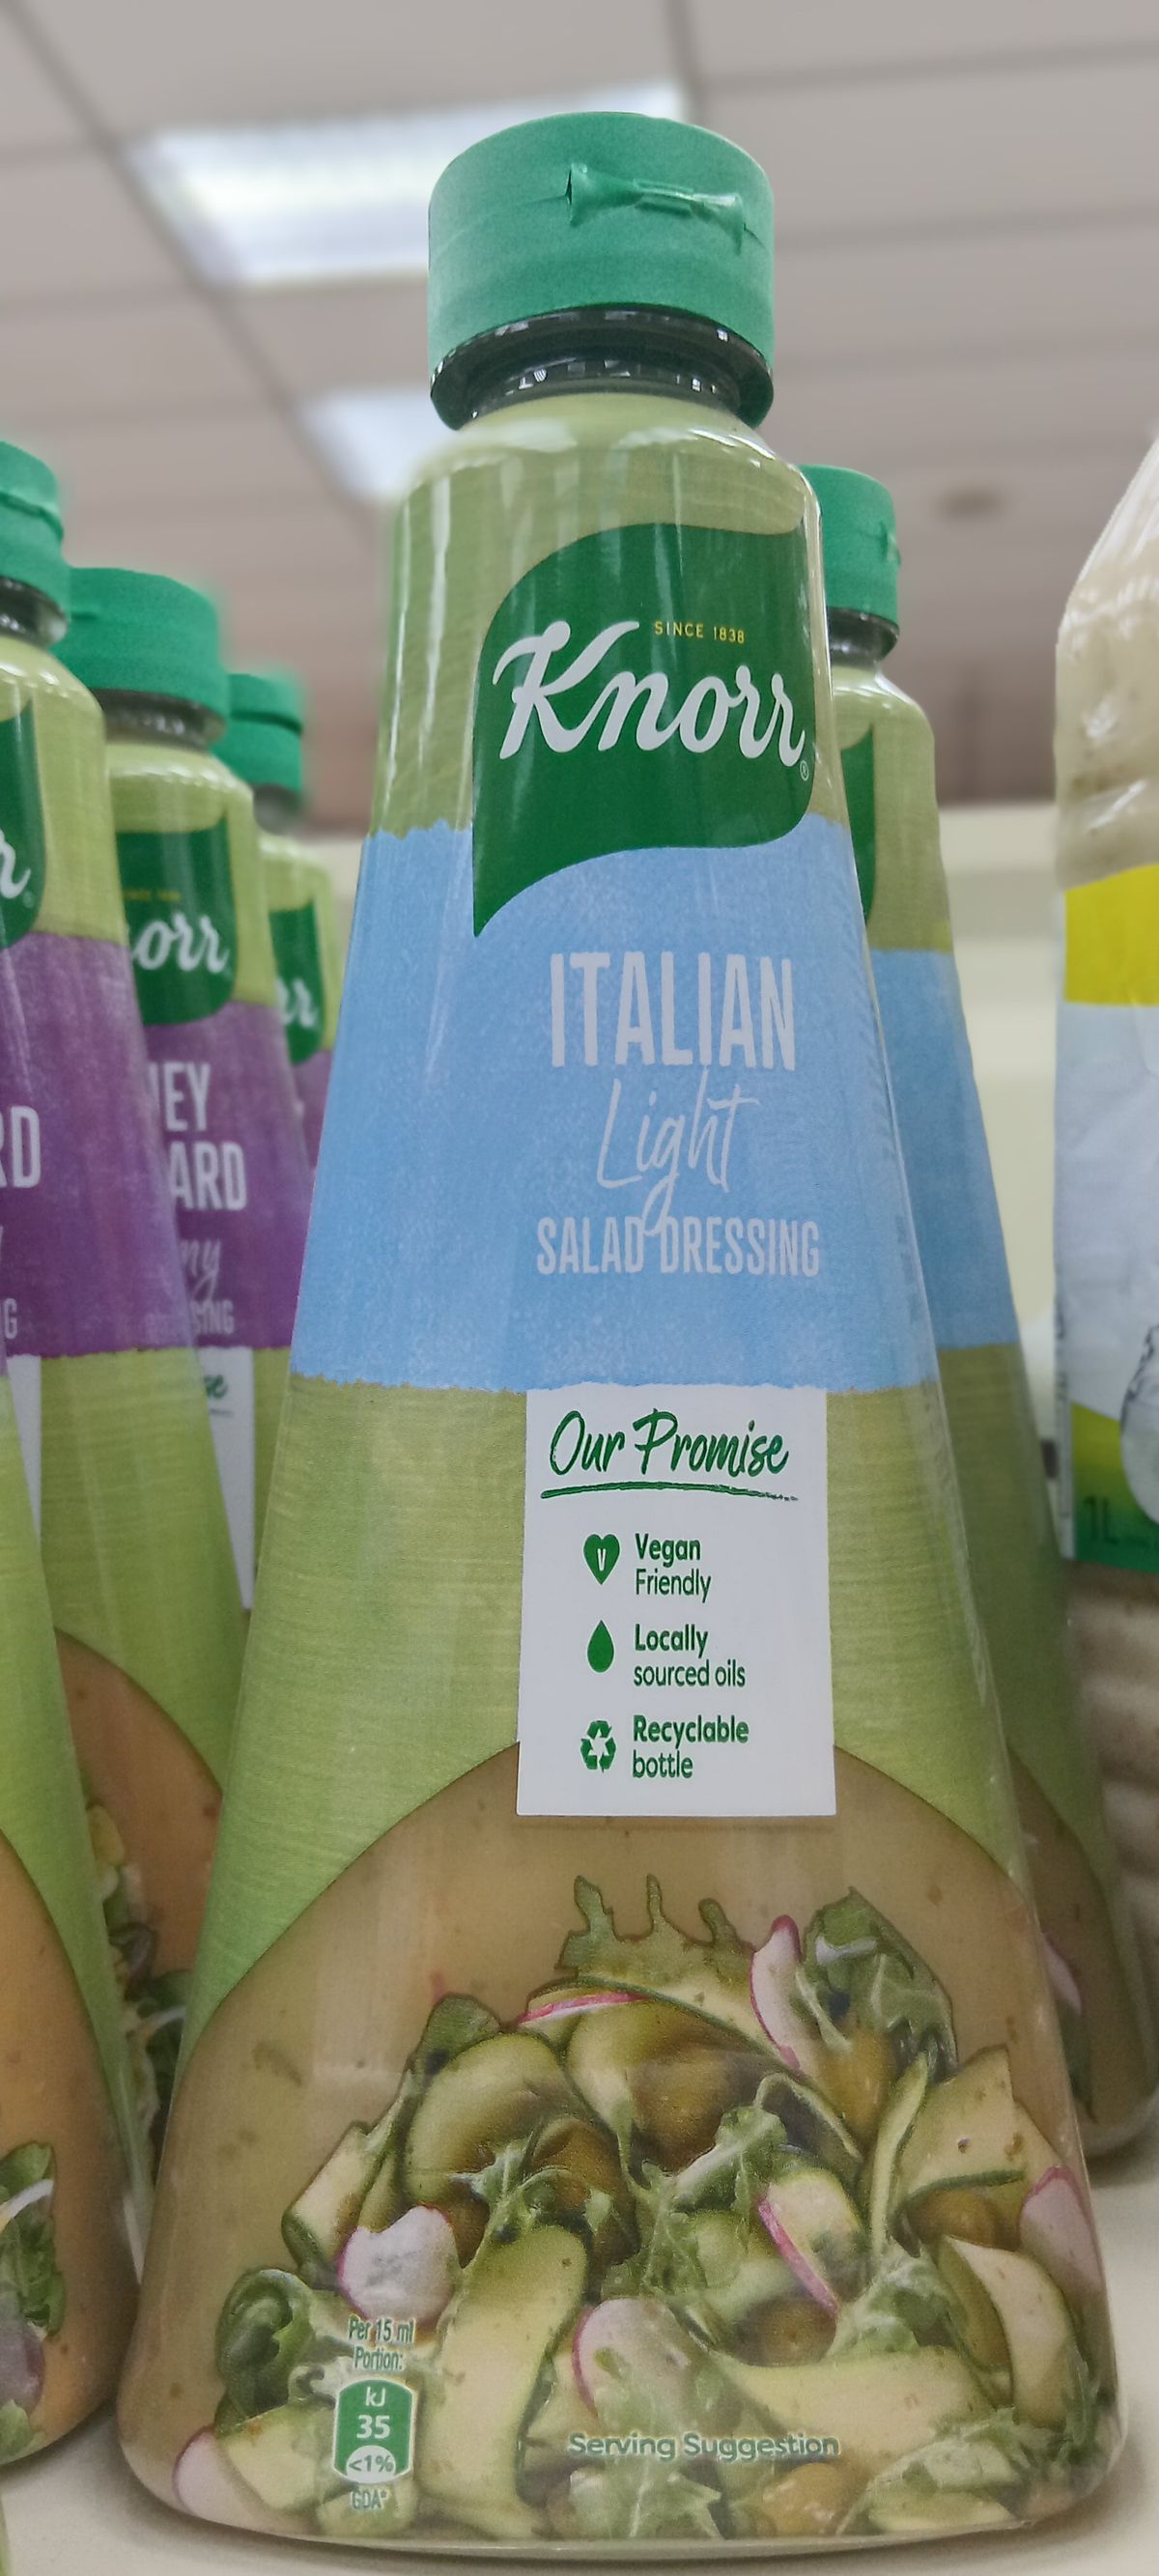 SINCE 1838
Knorr
ITALIAN
Light
SALAD DRESSING
Our Promise
V
Vegan
Friendly
Locally
sourced oils
Recyclable
bottle
Per 15 ml
Portion:
kJ
35
<1%
GDA*
Serving Suggestion
1L